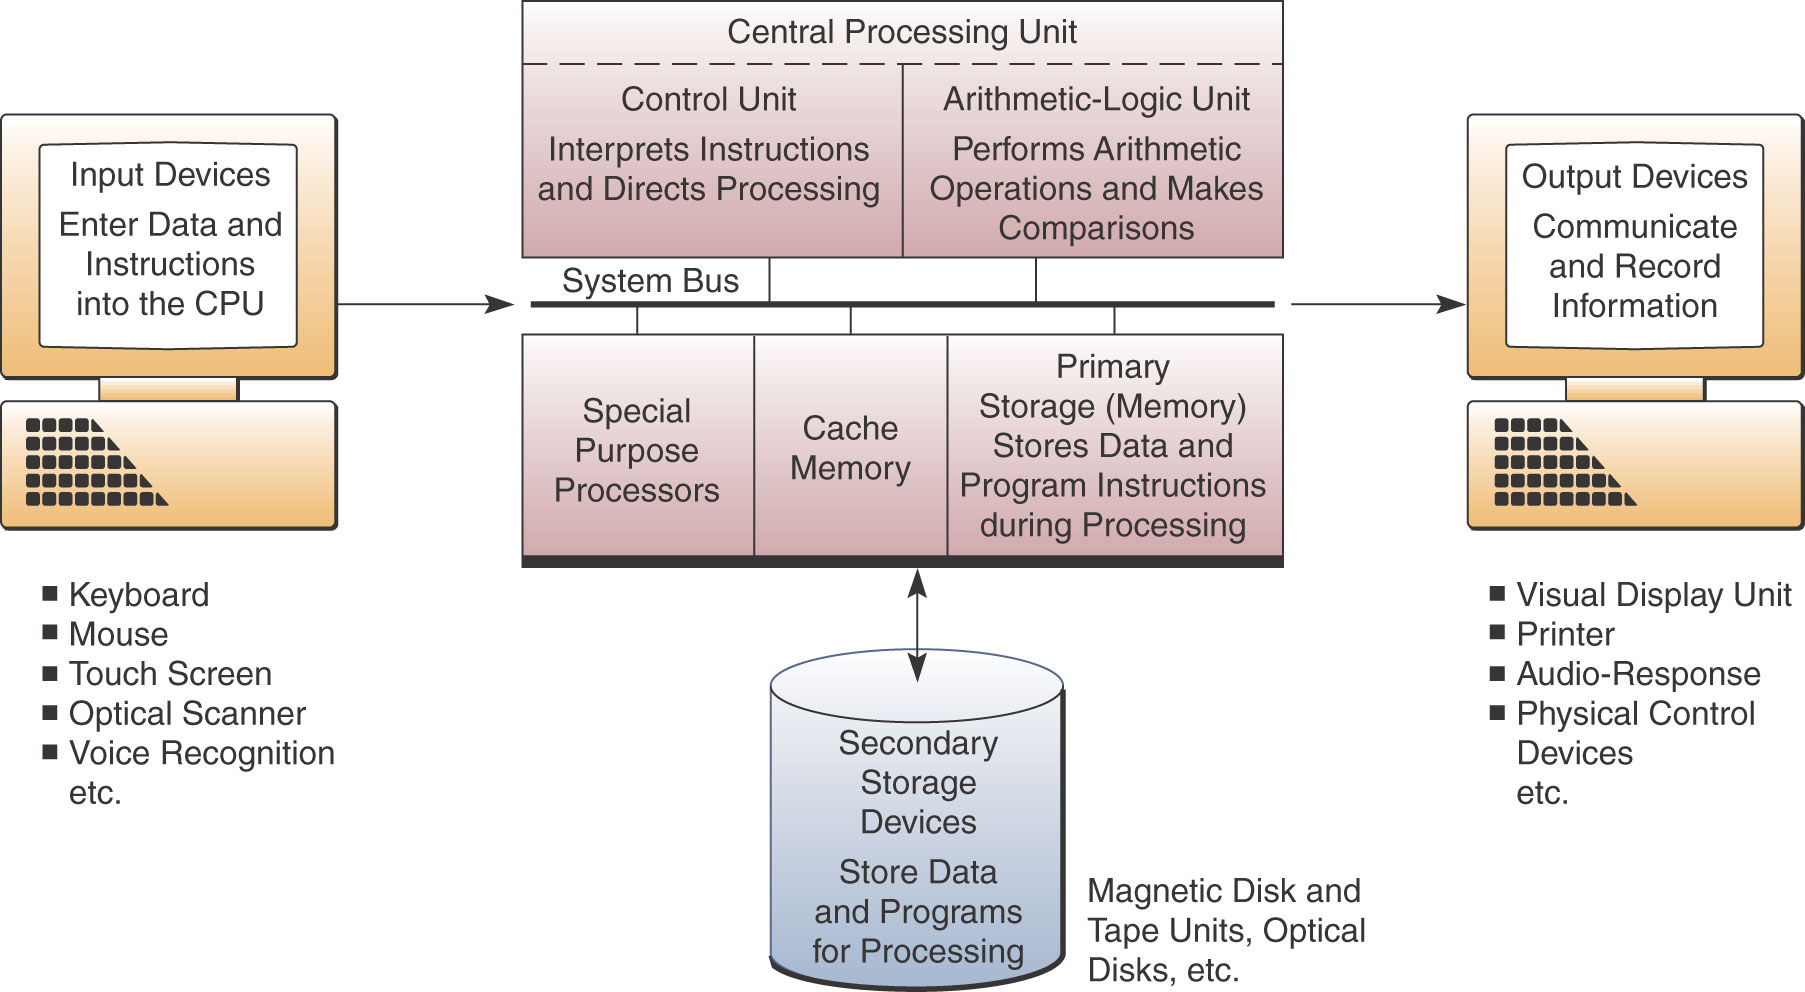 Central Processing Unit
Control Unit
Interprets Instructions
and Directs Processing
Arithmetic-Logic Unit
Performs Arithmetic
Operations and Makes
Comparisons
Input Devices
Enter Data and
Instructions
into the CPU
System Bus
Output Devices
Communicate
and Record
Information
Special
Purpose
Processors
Cache
Memory
Primary
Storage (Memory)
Stores Data and
Program Instructions
during Processing
■ Keyboard
■ Mouse
■ Touch Screen
■ Optical Scanner
■ Voice Recognition
etc.
■ Visual Display Unit
■ Printer
■ Audio-Response
■ Physical Control
Devices
etc.
Secondary
Storage
Devices
Store Data
and Programs
for Processing
Magnetic Disk and
Tape Units, Optical
Disks, etc.